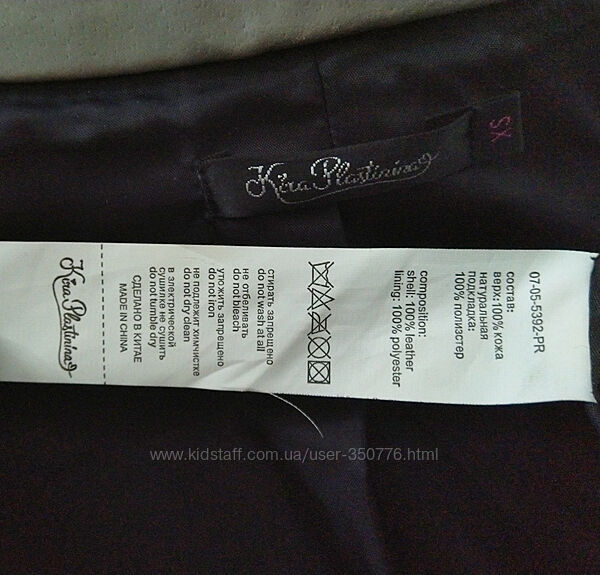 Kira Plastinina
XS
07-05-5392-PR
состав:
верх:100% кожа
натуральная
подкладка:
100% полиэстер
composition:
shell: 100% leather
lining: 100% polyester
стирать запрещено
do not wash at all
не отбеливать
do not bleach
утюжить запрещено
do not iron
не подлежит химчистке
do not dry clean
в электрической
сушилке не сушить
do not tumble dry
СДЕЛАНО В КИТАЕ
MADE IN CHINA
Kira Plastinina
www.kidstaff.com.ua/user-350776.html